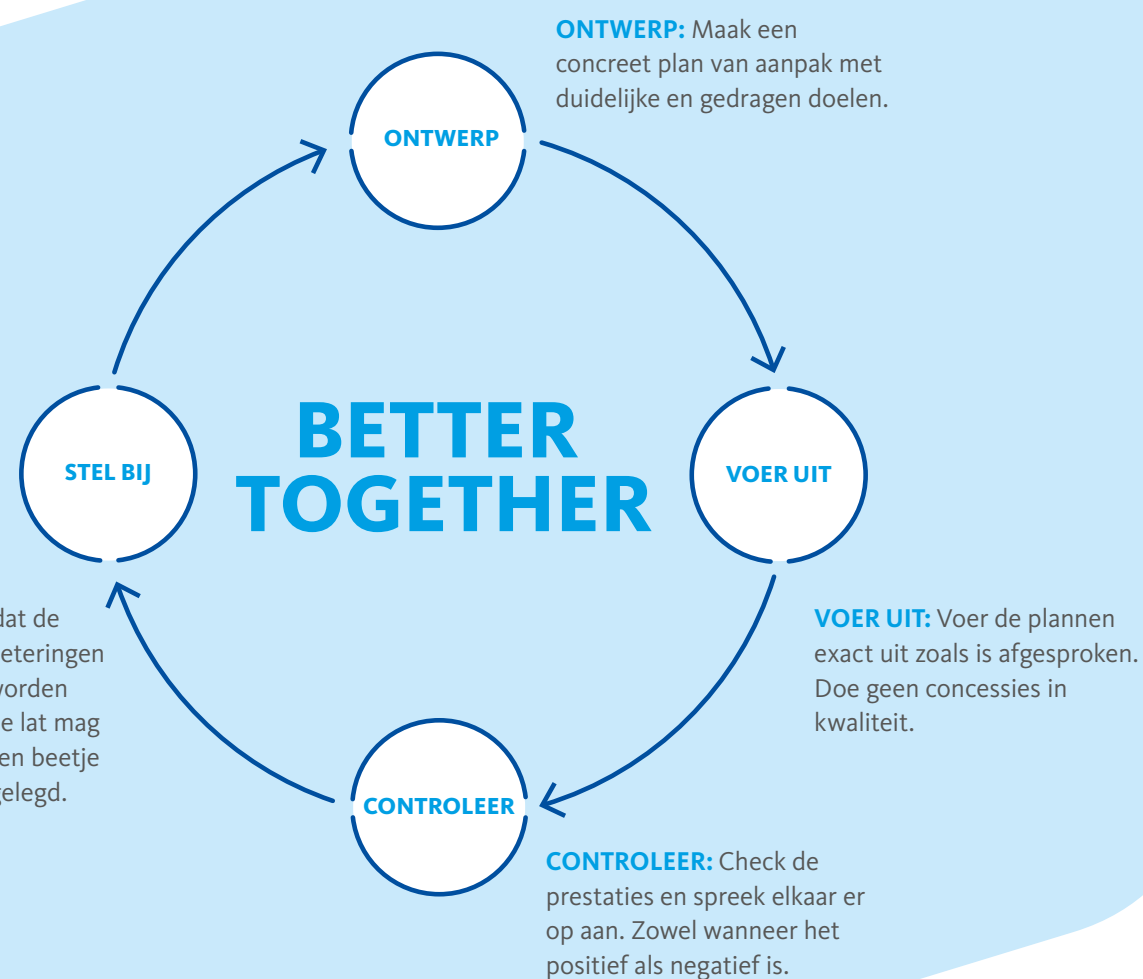 ONTWERP: Maak een
concreet plan van aanpak met
duidelijke en gedragen doelen.
ONTWERP
BETTER
TOGETHER
STEL BIJ
VOER UIT
VOER UIT: Voer de plannen
exact uit zoals is afgesproken.
Doe geen concessies in
kwaliteit.
CONTROLEER
CONTROLEER: Check de
prestaties en spreek elkaar er
op aan. Zowel wanneer het
positief als negatief is.
dat de
eteringen
worden
e lat mag
en beetje
gelegd.